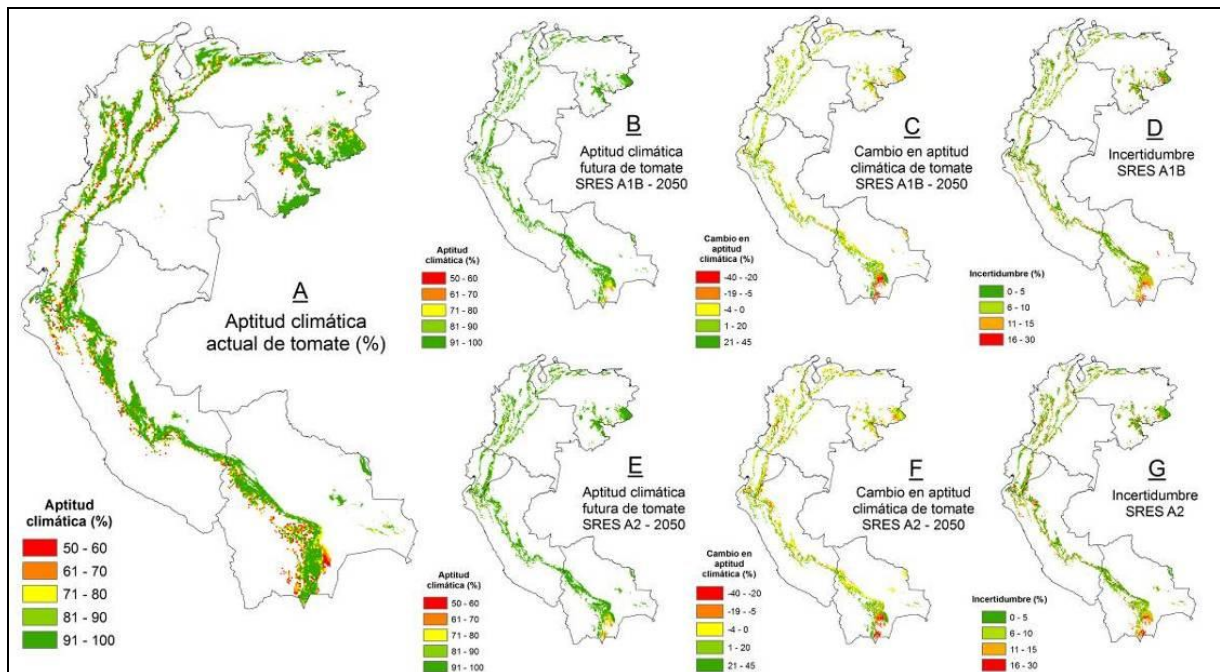 A
Aptitud climática
actual de tomate (%)
Aptitud
climática (%)
50 - 60
61 - 70
71 - 80
81 - 90
91 - 100
B
Aptitud climática
futura de tomate
SRES A1B - 2050
Aptitud
climática (%)
50 - 60
61 - 70
71 - 80
81 - 90
91 - 100
C
Cambio en aptitud
climática de tomate
SRES A1B - 2050
Cambio en
aptitud
climática (%)
-40 - -20
-19 - -5
-4 - 0
1 - 20
21 - 45
D
Incertidumbre
SRES A1B
Incertidumbre (%)
0 - 5
6 - 10
11 - 15
16 - 30
E
Aptitud climática
futura de tomate
SRES A2 - 2050
Aptitud
climática (%)
50 - 60
61 - 70
71 - 80
81 - 90
91 - 100
F
Cambio en aptitud
climática de tomate
SRES A2 - 2050
Cambio en
aptitud
climática (%)
-40 - -20
-19 - -5
-4 - 0
1 - 20
21 - 45
G
Incertidumbre
SRES A2
Incertidumbre (%)
0 - 5
6 - 10
11 - 15
16 - 30